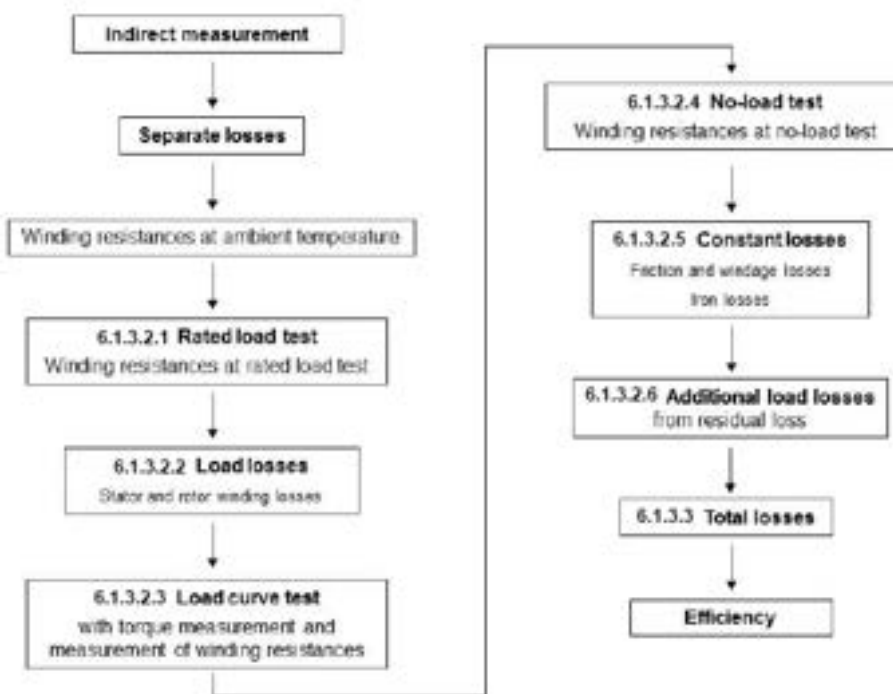 Indirect measurement
Separate losses
Winding resistances at ambient temperature
6.1.3.2.1 Rated load test
Winding resistances at rated load test
6.1.3.2.2 Load losses
Stator and rotor winding losses
6.1.3.2.3 Load curve test
with torque measurement and
measurement of winding resistances
6.1.3.2.4 No-load test
Winding resistances at no-load test
6.1.3.2.5 Constant losses
Friction and windage losses
Iron losses
6.1.3.2.6 Additional load losses
from residual loss
6.1.3.3 Total losses
Efficiency